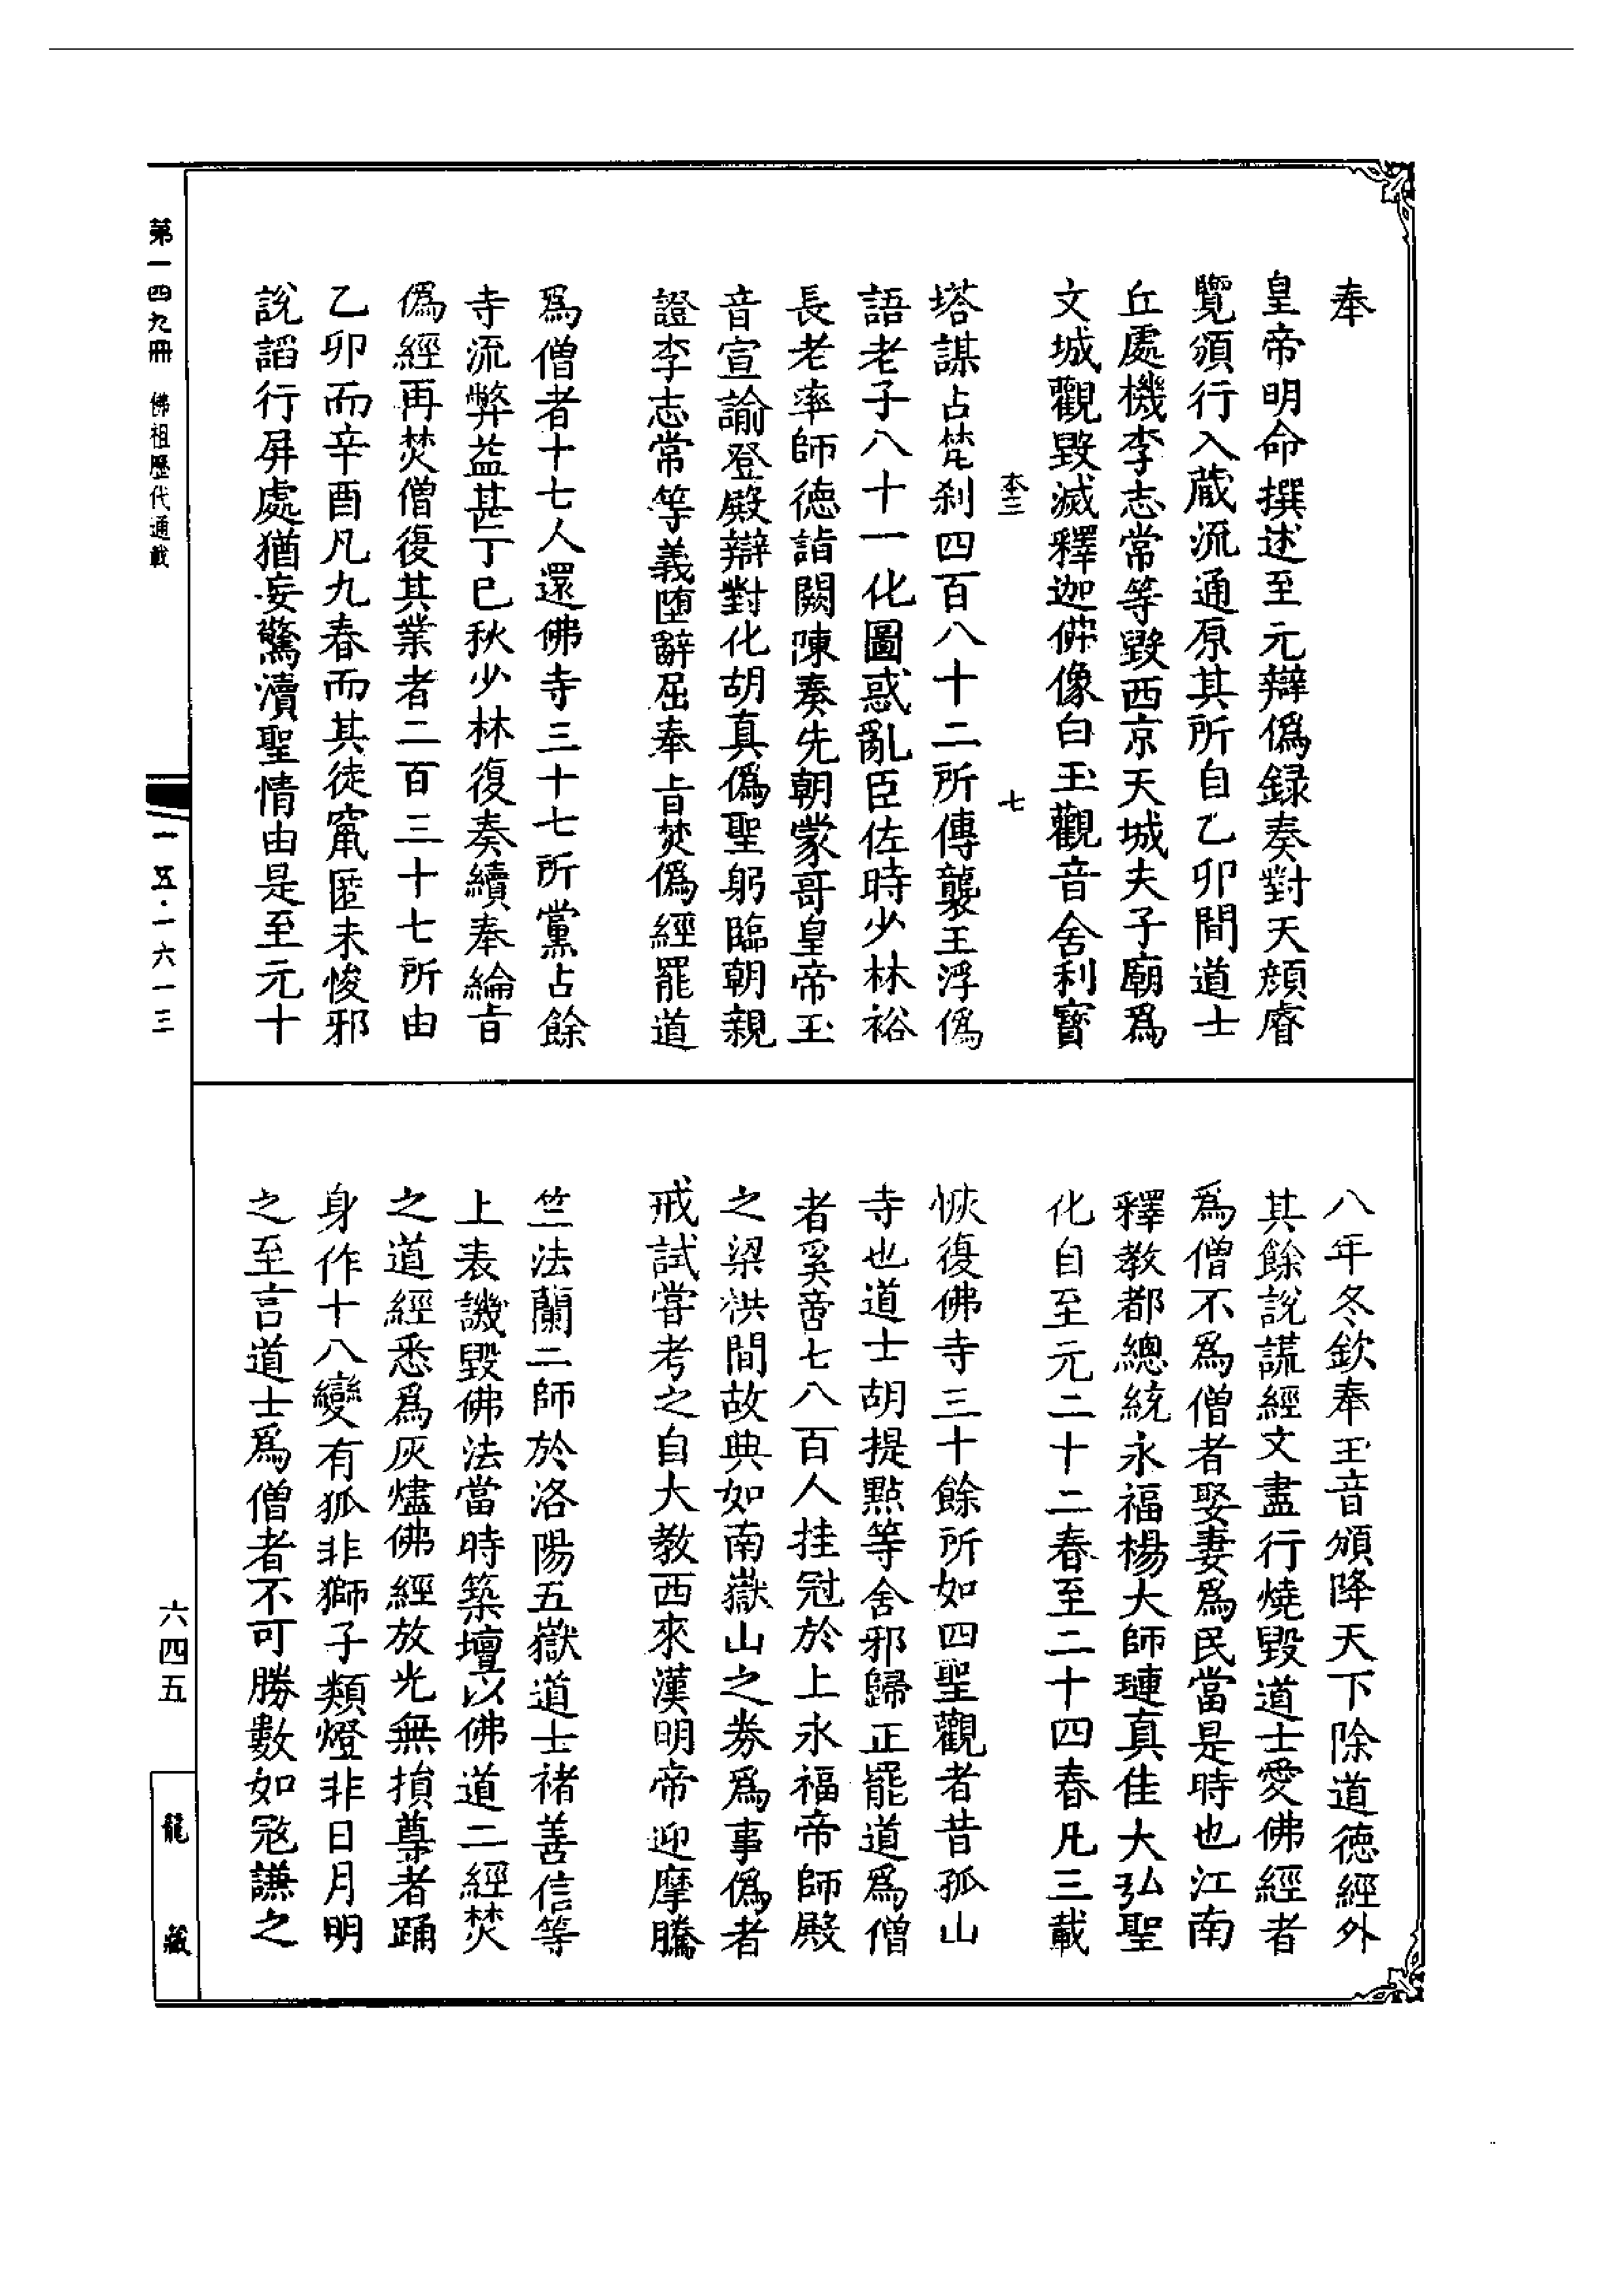 奉
皇帝明命撰述至元辯偽録奏對天顔睿
覽頒行入蔵流通原其所自乙卯間道士
丘處機李志常等毀西京天城夫子廟爲
文城觀毀滅釋迦佛像白玉觀音舍利寳
夲三 七
塔謀占梵刹四百八十二所傳襲王浮偽
語老子八十一化圖惑亂臣佐時少林裕
長老率師德詣闕陳奏先朝蒙哥皇帝玉
音宣諭登殿辯對化胡真偽聖躬臨朝親
證李志常等義墮辭屈奉㫖焚偽經罷道
爲僧者十七人還佛寺三十七所黨占餘
寺流弊益甚丁巳秋少林復奏續奉綸㫖
偽經再焚僧復其業者二百三十七所由
乙卯而辛酉凡九春而其徒竄匿未悛邪
說謟行屏處猶妄驚瀆聖情由是至元十
八年冬欽奉玉音頒降天下除道德經外
其餘說謊經文盡行燒毀道士愛佛經者
爲僧不爲僧者娶妻爲民當是時也江南
釋教都總統永福楊大師璉真佳大弘聖
化自至元二十二春至二十四春凡三載
恢復佛寺三十餘所如四聖觀者昔孤山
寺也道士胡提點等舍邪歸正罷道爲僧
者奚啻七八百人挂冠於上永福帝師殿
之梁拱間故典如南嶽山之券爲事偽者
戒試嘗考之自大教西來漢明帝迎摩騰
竺法蘭二師於洛陽五嶽道士褚善信等
上表譏毀佛法當時築壇以佛道二經焚
之道經悉爲灰燼佛經放光無損尊者踊
身作十八變有狐非獅子類燈非日月明
之至言道士爲僧者不可勝數如宼謙之
第一四九冊 佛祖歷代通載
一五·一六一三
六四五
龍藏